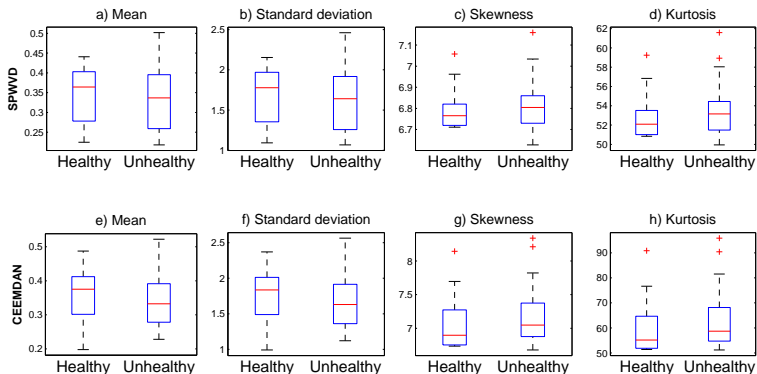 a) Mean
b) Standard deviation
c) Skewness
d) Kurtosis
SPWVD
0.5
0.45
0.4
0.35
0.3
0.25
2.5
2
1.5
1
7.1
7
6.9
6.8
6.7
62
60
58
56
54
52
50
Healthy Unhealthy
Healthy Unhealthy
Healthy Unhealthy
Healthy Unhealthy
e) Mean
f) Standard deviation
g) Skewness
h) Kurtosis
CEEMDAN
0.5
0.4
0.3
0.2
2.5
2
1.5
1
8
7.5
7
90
80
70
60
50
Healthy Unhealthy
Healthy Unhealthy
Healthy Unhealthy
Healthy Unhealthy